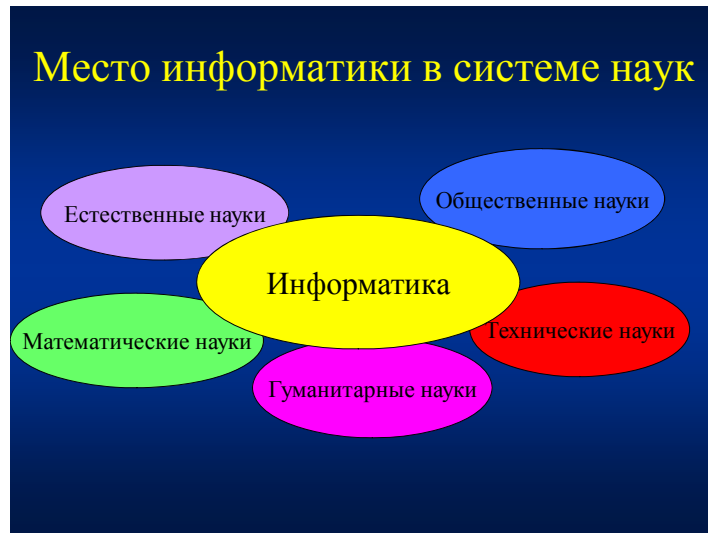 Место информатики в системе наук
Естественные науки
Общественные науки
Информатика
Математические науки
Технические науки
Гуманитарные науки